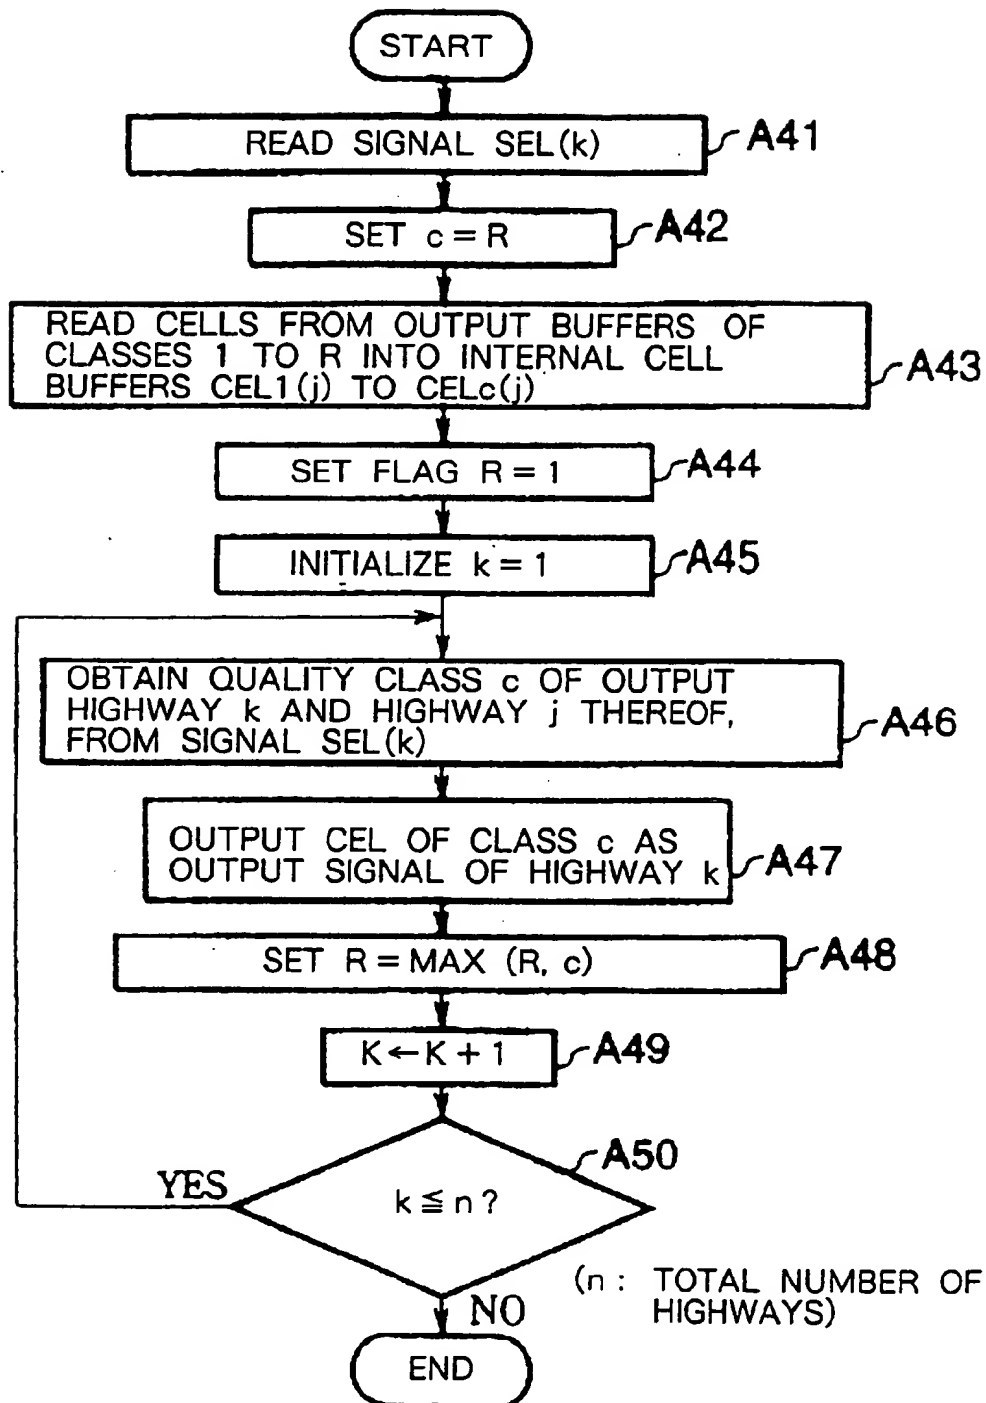 START
READ SIGNAL SEL(k)
A41
SET c = R
A42
READ CELLS FROM OUTPUT BUFFERS OF
CLASSES 1 TO R INTO INTERNAL CELL
BUFFERS CEL1(j) TO CELc(j)
A43
SET FLAG R = 1
A44
INITIALIZE k = 1
A45
OBTAIN QUALITY CLASS c OF OUTPUT
HIGHWAY k AND HIGHWAY j THEREOF,
FROM SIGNAL SEL(k)
A46
OUTPUT CEL OF CLASS c AS
OUTPUT SIGNAL OF HIGHWAY k
A47
SET R = MAX (R, c)
A48
K ← K + 1
A49
k ≦ n ?
A50
YES
(n : TOTAL NUMBER OF
HIGHWAYS)
NO
END